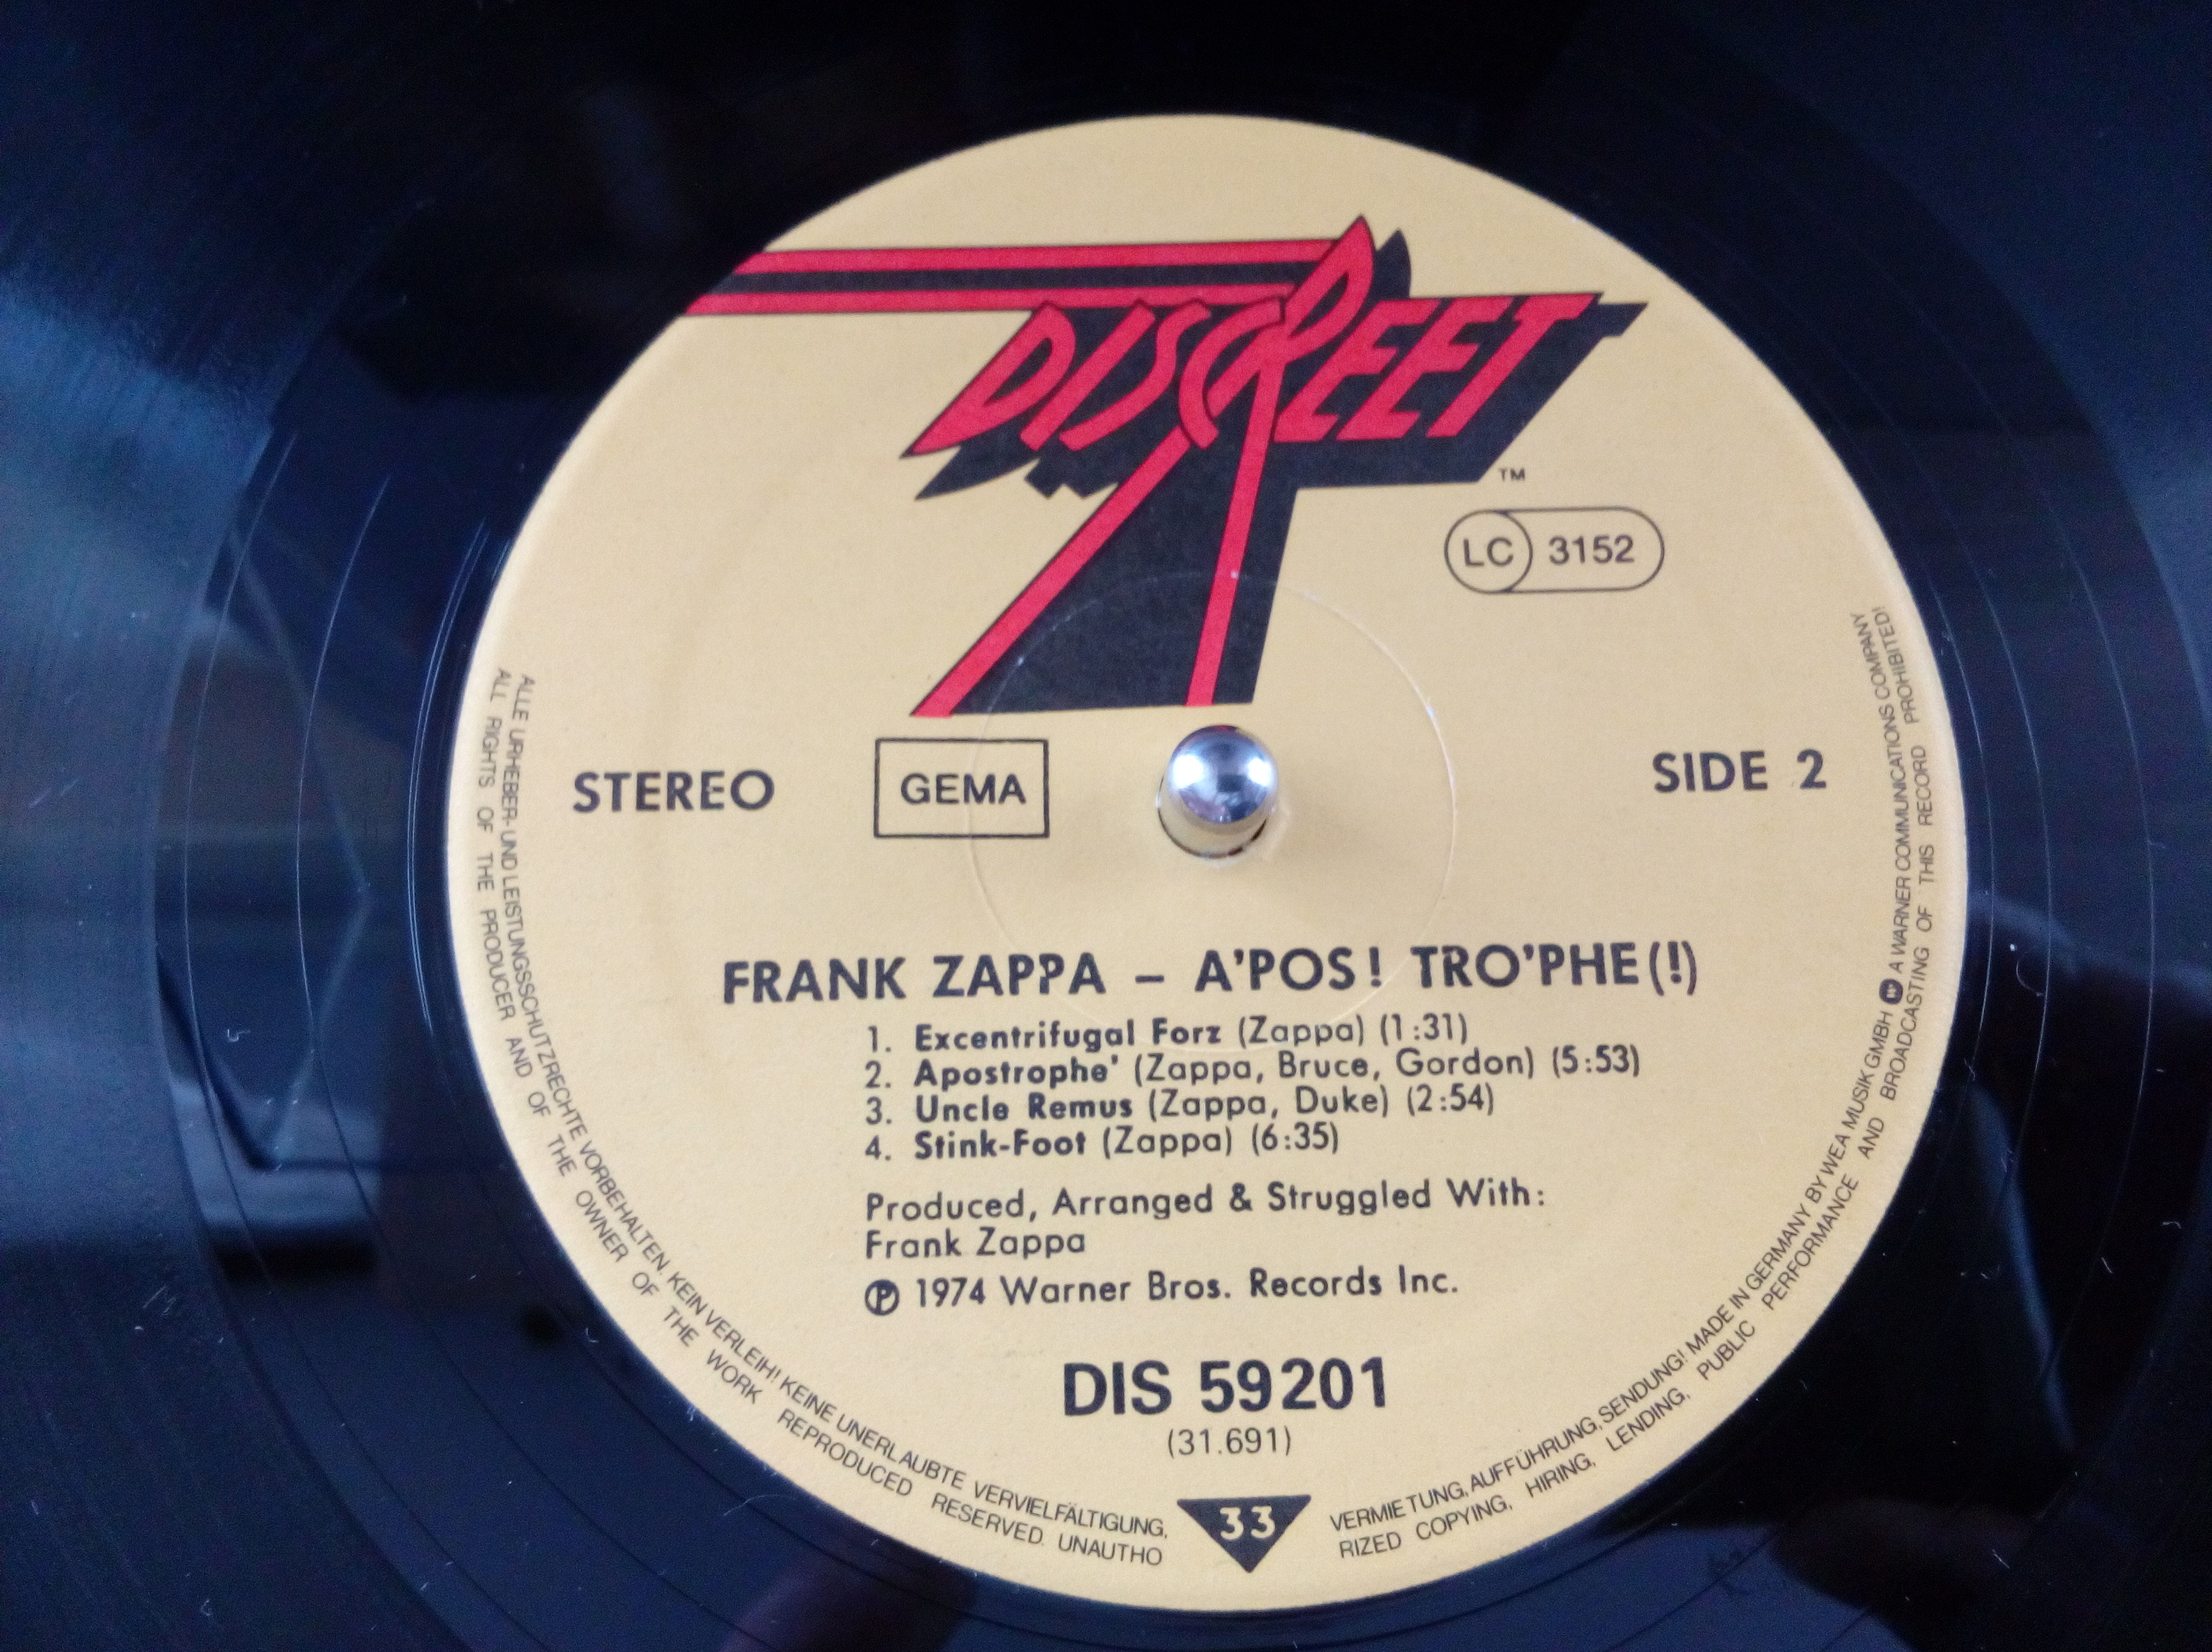 DISCREET
TM
LC 3152
STEREO
GEMA
SIDE 2
FRANK ZAPPA – A'POS! TRO'PHE(!)
1. Excentrifugal Forz (Zappa) (1:31)
2. Apostrophe' (Zappa, Bruce, Gordon) (5:53)
3. Uncle Remus (Zappa, Duke) (2:54)
4. Stink-Foot (Zappa) (6:35)
Produced, Arranged & Struggled With:
Frank Zappa
℗ 1974 Warner Bros. Records Inc.
DIS 59201
(31.691)
33
ALLE URHEBER- UND LEISTUNGSSCHUTZRECHTE VORBEHALTEN. KEIN VERLEIH! KEINE UNERLAUBTE VERVIELFÄLTIGUNG, VERMIETUNG, AUFFÜHRUNG, SENDUNG! MADE IN GERMANY BY WEA MUSIK GMBH A WARNER COMMUNICATIONS COMPANY
ALL RIGHTS OF THE PRODUCER AND OF THE OWNER OF THE WORK REPRODUCED RESERVED. UNAUTHORIZED COPYING, HIRING, LENDING, PUBLIC PERFORMANCE AND BROADCASTING OF THIS RECORD PROHIBITED!